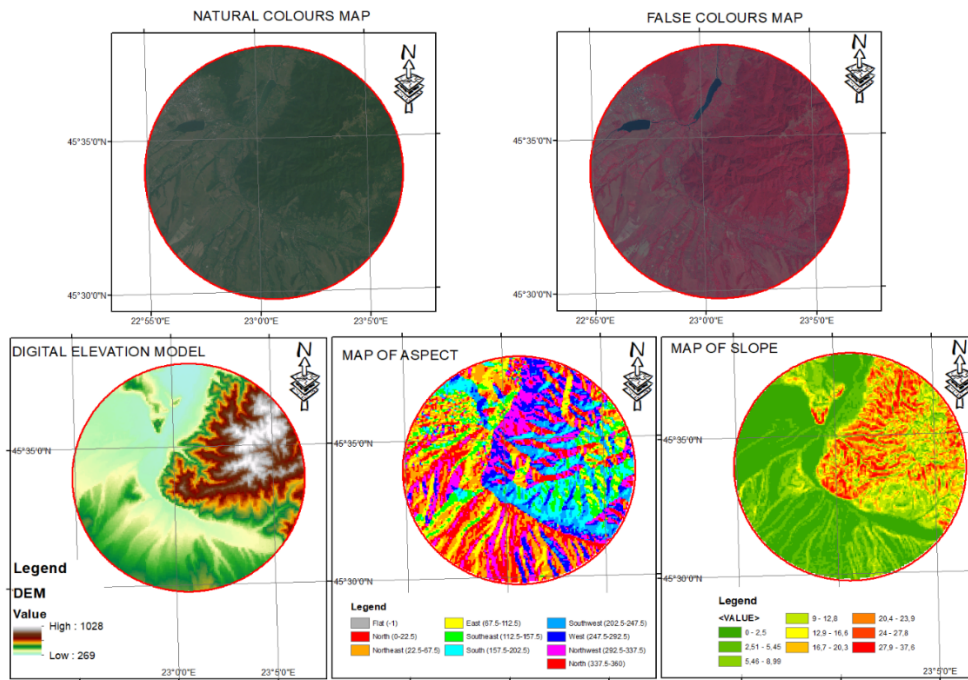 NATURAL COLOURS MAP
FALSE COLOURS MAP
N
N
45°35'0"N
45°30'0"N
22°55'0"E
23°0'0"E
23°5'0"E
45°35'0"N
45°30'0"N
22°55'0"E
23°0'0"E
23°5'0"E
DIGITAL ELEVATION MODEL
N
45°35'0"N
45°30'0"N
23°0'0"E
Legend
DEM
Value
High : 1028
Low : 269
MAP OF ASPECT
N
Legend
Flat (-1)
North (0-22.5)
Northeast (22.5-67.5)
East (67.5-112.5)
Southeast (112.5-157.5)
South (157.5-202.5)
Southwest (202.5-247.5)
West (247.5-292.5)
Northwest (292.5-337.5)
North (337.5-360)
MAP OF SLOPE
N
45°35'0"N
45°30'0"N
23°5'0"E
Legend
<VALUE>
0 - 2,5
2,51 - 5,45
5,46 - 8,99
9 - 12,8
12,9 - 16,6
16,7 - 20,3
20,4 - 23,9
24 - 27,8
27,9 - 37,6